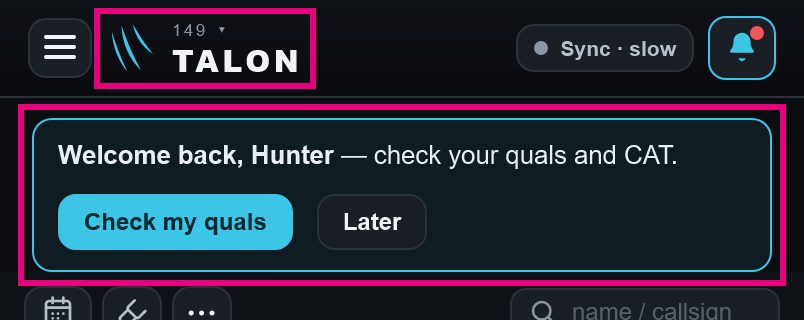 149 ▾
TALON
Sync · slow
Welcome back, Hunter — check your quals and CAT.
Check my quals
Later
name / callsign